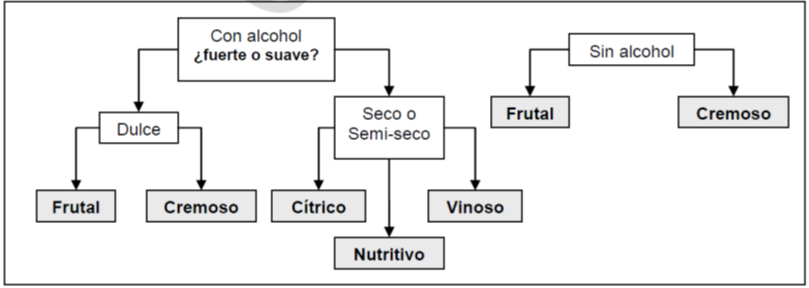 Con alcohol
¿fuerte o suave?
Sin alcohol
Dulce
Seco o
Semi-seco
Frutal
Cremoso
Frutal
Cremoso
Cítrico
Vinoso
Nutritivo